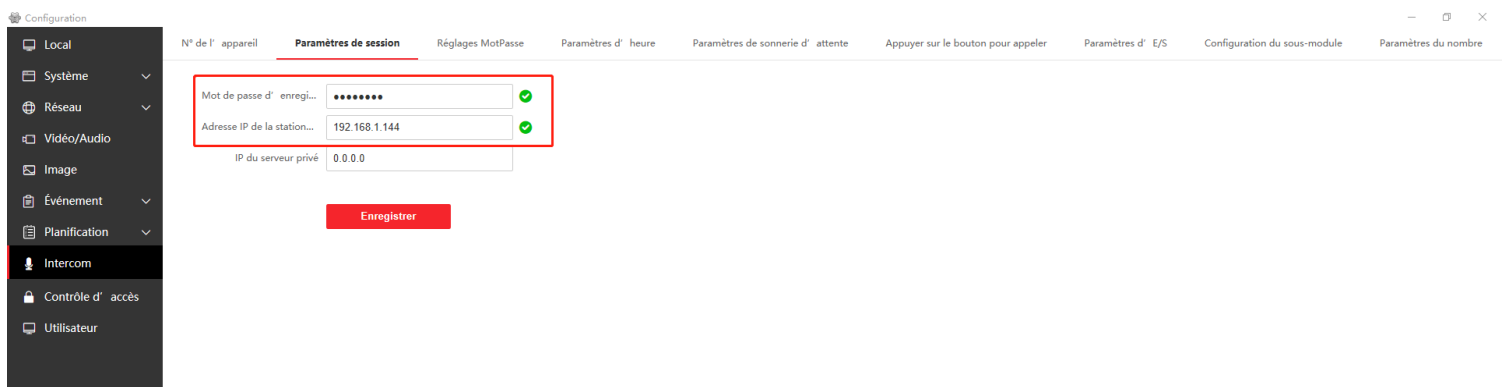 Configuration
Local
Système
Réseau
Vidéo/Audio
Image
Événement
Planification
Intercom
Contrôle d' accès
Utilisateur
N° de l' appareil Paramètres de session Réglages MotPasse Paramètres d' heure Paramètres de sonnerie d' attente Appuyer sur le bouton pour appeler Paramètres d' E/S Configuration du sous-module Paramètres du nombre
Mot de passe d' enregi... ••••••••
Adresse IP de la station... 192.168.1.144
IP du serveur privé 0.0.0.0
Enregistrer